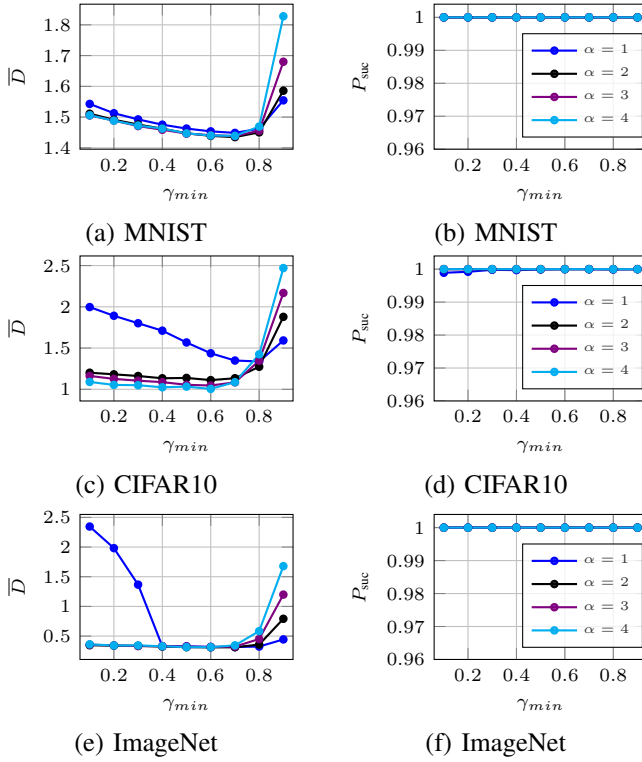 1.8
1.7
1.6
1.5
1.4
D̅
0.2 0.4 0.6 0.8
γmin
(a) MNIST
1
0.99
0.98
0.97
0.96
Psuc
α = 1
α = 2
α = 3
α = 4
0.2 0.4 0.6 0.8
γmin
(b) MNIST
2.5
2
1.5
1
D̅
0.2 0.4 0.6 0.8
γmin
(c) CIFAR10
1
0.99
0.98
0.97
0.96
Psuc
α = 1
α = 2
α = 3
α = 4
0.2 0.4 0.6 0.8
γmin
(d) CIFAR10
2.5
2
1.5
1
0.5
D̅
0.2 0.4 0.6 0.8
γmin
(e) ImageNet
1
0.99
0.98
0.97
0.96
Psuc
α = 1
α = 2
α = 3
α = 4
0.2 0.4 0.6 0.8
γmin
(f) ImageNet